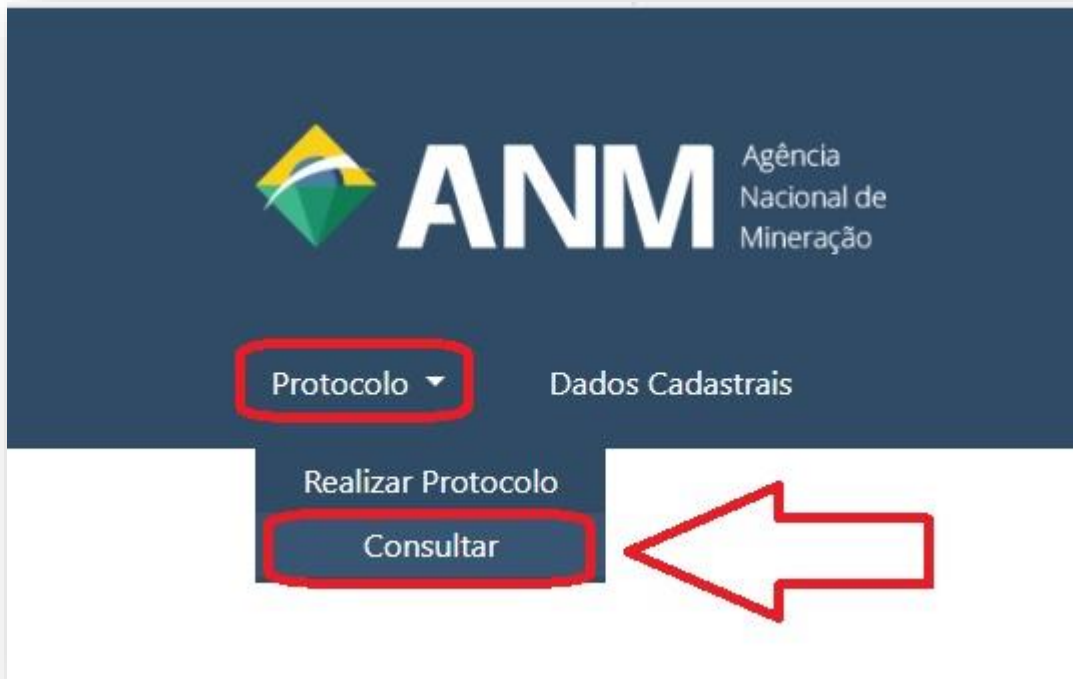 ANM
Agência
Nacional de
Mineração
Protocolo
Dados Cadastrais
Realizar Protocolo
Consultar